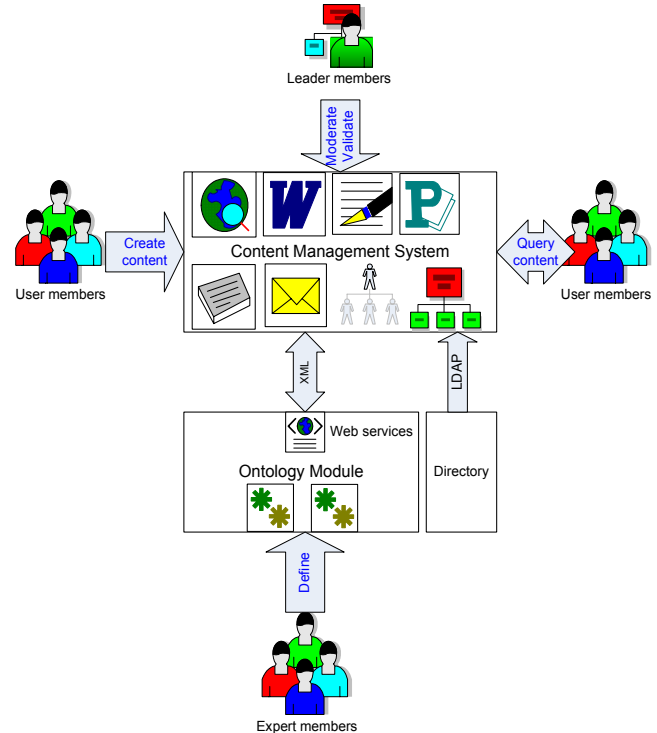 Leader members
Moderate
Validate
W
P
Create
content
Content Management System
Query
content
User members
User members
XML
LDAP
Web services
Ontology Module
Directory
Define
Expert members